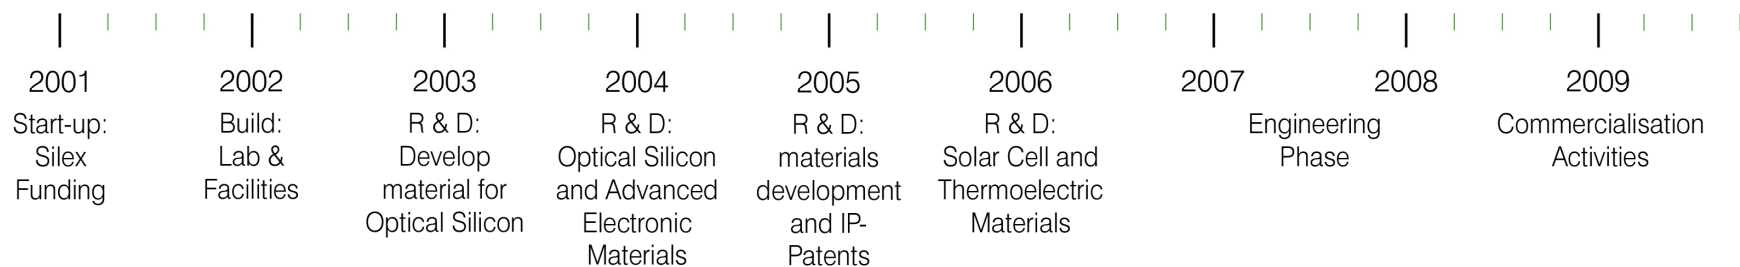 2001
Start-up:
Silex
Funding
2002
Build:
Lab &
Facilities
2003
R & D:
Develop
material for
Optical Silicon
2004
R & D:
Optical Silicon
and Advanced
Electronic
Materials
2005
R & D:
materials
development
and IP-
Patents
2006
R & D:
Solar Cell and
Thermoelectric
Materials
2007
2008
Engineering
Phase
2009
Commercialisation
Activities